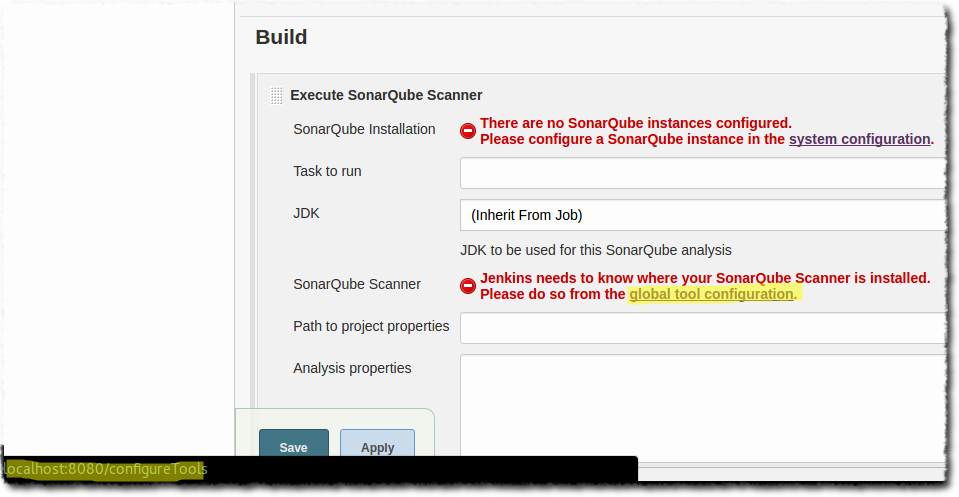 Build
Execute SonarQube Scanner
SonarQube Installation
There are no SonarQube instances configured.
Please configure a SonarQube instance in the system configuration.
Task to run
JDK
(Inherit From Job)
JDK to be used for this SonarQube analysis
SonarQube Scanner
Jenkins needs to know where your SonarQube Scanner is installed.
Please do so from the global tool configuration.
Path to project properties
Analysis properties
Save
Apply
localhost:8080/configureTools